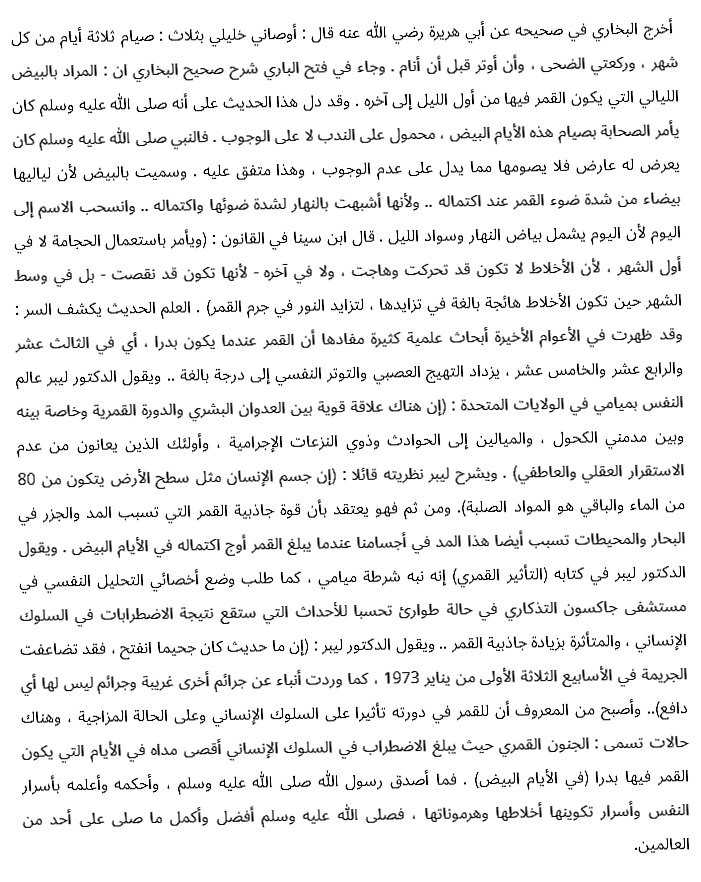 أخرج البخاري في صحيحه عن أبي هريرة رضي الله عنه قال : أوصاني خليلي بثلاث : صيام ثلاثة أيام من كل
شهر ، وركعتي الضحى ، وأن أوتر قبل أن أنام . وجاء في فتح الباري شرح صحيح البخاري ان : المراد بالبيض
الليالي التي يكون القمر فيها من أول الليل إلى آخره . وقد دل هذا الحديث على أنه صلى الله عليه وسلم كان
يأمر الصحابة بصيام هذه الأيام البيض ، محمول على الندب لا على الوجوب . فالنبي صلى الله عليه وسلم كان
يعرض له عارض فلا يصومها مما يدل على عدم الوجوب ، وهذا متفق عليه . وسميت بالبيض لأن لياليها
بيضاء من شدة ضوء القمر عند اكتماله .. ولأنها أشبهت بالنهار لشدة ضوئها واكتماله .. وانسحب الاسم إلى
اليوم لأن اليوم يشمل بياض النهار وسواد الليل . قال ابن سينا في القانون : (ويأمر باستعمال الحجامة لا في
أول الشهر ، لأن الأخلاط لا تكون قد تحركت وهاجت ، ولا في آخره - لأنها تكون قد نقصت - بل في وسط
الشهر حين تكون الأخلاط هائجة بالغة في تزايدها ، لتزايد النور في جرم القمر) . العلم الحديث يكشف السر :
وقد ظهرت في الأعوام الأخيرة أبحاث علمية كثيرة مفادها أن القمر عندما يكون بدرا ، أي في الثالث عشر
والرابع عشر والخامس عشر ، يزداد التهيج العصبي والتوتر النفسي إلى درجة بالغة .. ويقول الدكتور ليبر عالم
النفس بميامي في الولايات المتحدة : (إن هناك علاقة قوية بين العدوان البشري والدورة القمرية وخاصة بينه
وبين مدمني الكحول ، والميالين إلى الحوادث وذوي النزعات الإجرامية ، وأولئك الذين يعانون من عدم
الاستقرار العقلي والعاطفي) . ويشرح ليبر نظريته قائلا : (إن جسم الإنسان مثل سطح الأرض يتكون من 80
من الماء والباقي هو المواد الصلبة). ومن ثم فهو يعتقد بأن قوة جاذبية القمر التي تسبب المد والجزر في
البحار والمحيطات تسبب أيضا هذا المد في أجسامنا عندما يبلغ القمر أوج اكتماله في الأيام البيض . ويقول
الدكتور ليبر في كتابه (التأثير القمري) إنه نبه شرطة ميامي ، كما طلب وضع أخصائي التحليل النفسي في
مستشفى جاكسون التذكاري في حالة طوارئ تحسبا للأحداث التي ستقع نتيجة الاضطرابات في السلوك
الإنساني ، والمتأثرة بزيادة جاذبية القمر .. ويقول الدكتور ليبر : (إن ما حديث كان جحيما انفتح ، فقد تضاعفت
الجريمة في الأسابيع الثلاثة الأولى من يناير 1973 ، كما وردت أنباء عن جرائم أخرى غريبة وجرائم ليس لها أي
دافع).. وأصبح من المعروف أن للقمر في دورته تأثيرا على السلوك الإنساني وعلى الحالة المزاجية ، وهناك
حالات تسمى : الجنون القمري حيث يبلغ الاضطراب في السلوك الإنساني أقصى مداه في الأيام التي يكون
القمر فيها بدرا (في الأيام البيض) . فما أصدق رسول الله صلى الله عليه وسلم ، وأحكمه وأعلمه بأسرار
النفس وأسرار تكوينها أخلاطها وهرموناتها ، فصلى الله عليه وسلم أفضل وأكمل ما صلى على أحد من
العالمين.